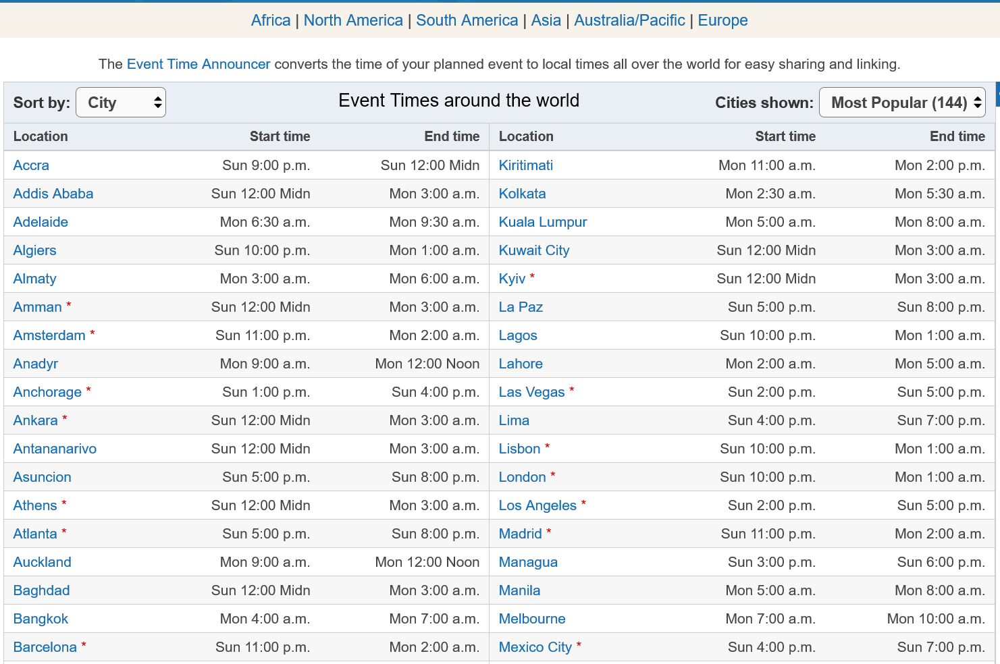 Africa | North America | South America | Asia | Australia/Pacific | Europe
The Event Time Announcer converts the time of your planned event to local times all over the world for easy sharing and linking.
Sort by: City Event Times around the world Cities shown: Most Popular (144)
Location Start time End time Location Start time End time
Accra Sun 9:00 p.m. Sun 12:00 Midn Kiritimati Mon 11:00 a.m. Mon 2:00 p.m.
Addis Ababa Sun 12:00 Midn Mon 3:00 a.m. Kolkata Mon 2:30 a.m. Mon 5:30 a.m.
Adelaide Mon 6:30 a.m. Mon 9:30 a.m. Kuala Lumpur Mon 5:00 a.m. Mon 8:00 a.m.
Algiers Sun 10:00 p.m. Mon 1:00 a.m. Kuwait City Sun 12:00 Midn Mon 3:00 a.m.
Almaty Mon 3:00 a.m. Mon 6:00 a.m. Kyiv * Sun 12:00 Midn Mon 3:00 a.m.
Amman * Sun 12:00 Midn Mon 3:00 a.m. La Paz Sun 5:00 p.m. Sun 8:00 p.m.
Amsterdam * Sun 11:00 p.m. Mon 2:00 a.m. Lagos Sun 10:00 p.m. Mon 1:00 a.m.
Anadyr Mon 9:00 a.m. Mon 12:00 Noon Lahore Mon 2:00 a.m. Mon 5:00 a.m.
Anchorage * Sun 1:00 p.m. Sun 4:00 p.m. Las Vegas * Sun 2:00 p.m. Sun 5:00 p.m.
Ankara * Sun 12:00 Midn Mon 3:00 a.m. Lima Sun 4:00 p.m. Sun 7:00 p.m.
Antananarivo Sun 12:00 Midn Mon 3:00 a.m. Lisbon * Sun 10:00 p.m. Mon 1:00 a.m.
Asuncion Sun 5:00 p.m. Sun 8:00 p.m. London * Sun 10:00 p.m. Mon 1:00 a.m.
Athens * Sun 12:00 Midn Mon 3:00 a.m. Los Angeles * Sun 2:00 p.m. Sun 5:00 p.m.
Atlanta * Sun 5:00 p.m. Sun 8:00 p.m. Madrid * Sun 11:00 p.m. Mon 2:00 a.m.
Auckland Mon 9:00 a.m. Mon 12:00 Noon Managua Sun 3:00 p.m. Sun 6:00 p.m.
Baghdad Sun 12:00 Midn Mon 3:00 a.m. Manila Mon 5:00 a.m. Mon 8:00 a.m.
Bangkok Mon 4:00 a.m. Mon 7:00 a.m. Melbourne Mon 7:00 a.m. Mon 10:00 a.m.
Barcelona * Sun 11:00 p.m. Mon 2:00 a.m. Mexico City * Sun 4:00 p.m. Sun 7:00 p.m.